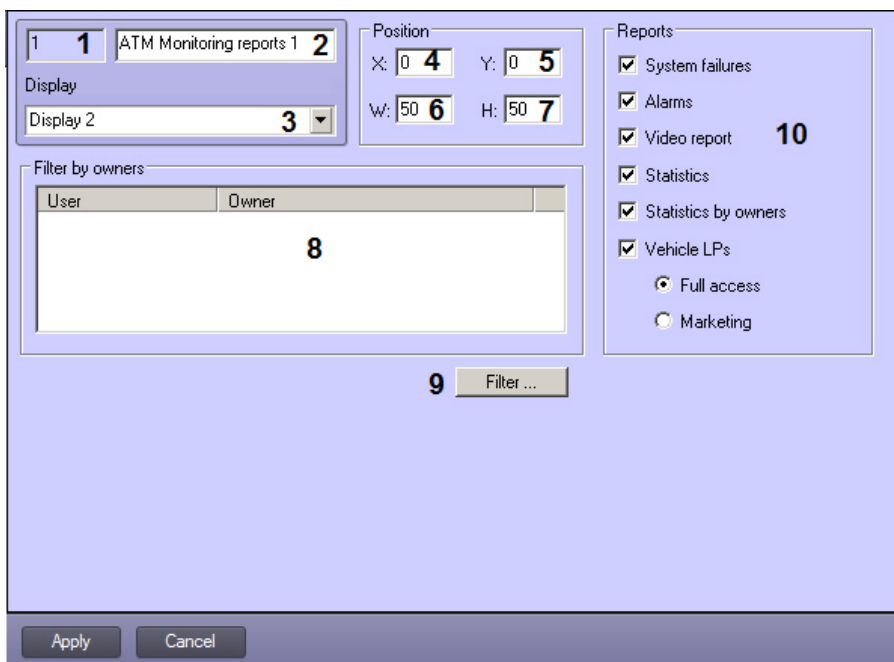 1 1 ATM Monitoring reports 1 2
Display
Display 2 3
Position
X: 0 4 Y: 0 5
W: 50 6 H: 50 7
Filter by owners
User Owner
8
9 Filter ...
Reports
System failures
Alarms
Video report 10
Statistics
Statistics by owners
Vehicle LPs
Full access
Marketing
Apply Cancel